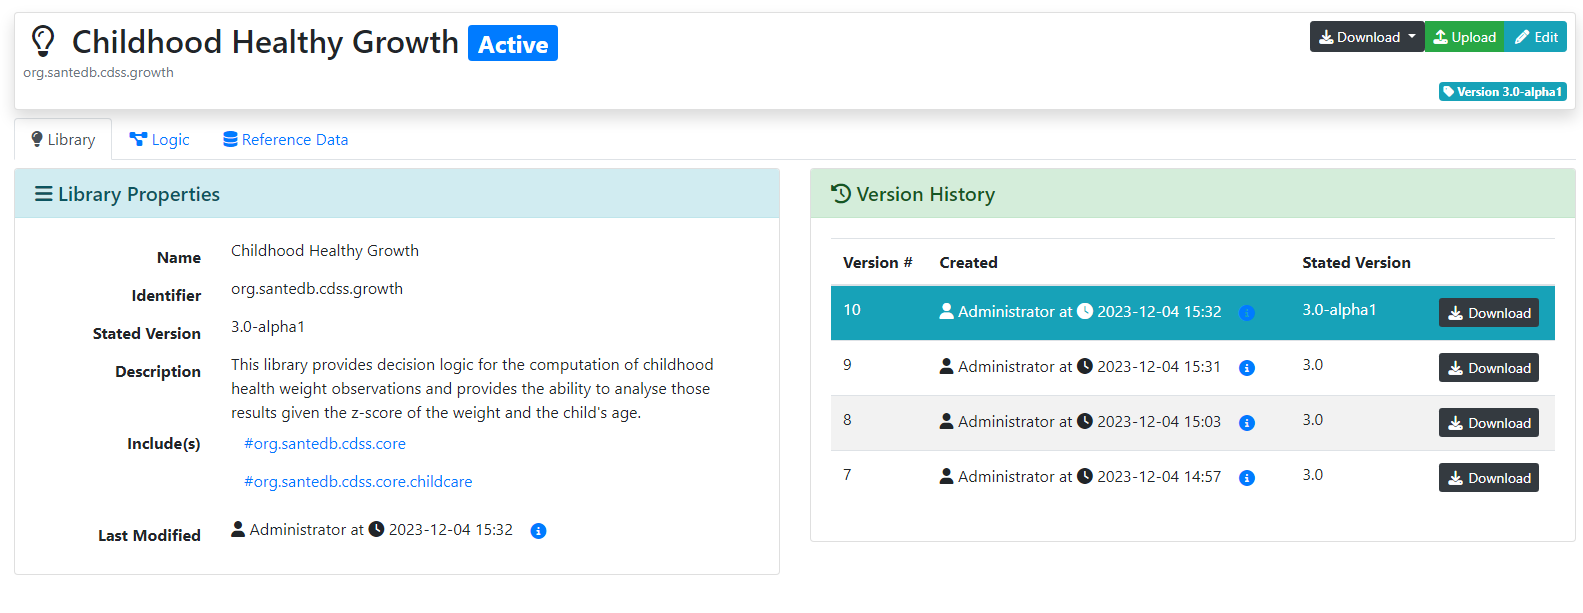 Childhood Healthy Growth Active
org.santedb.cdss.growth
Download Upload Edit
Version 3.0-alpha1
Library Logic Reference Data
Library Properties
Name Childhood Healthy Growth
Identifier org.santedb.cdss.growth
Stated Version 3.0-alpha1
Description This library provides decision logic for the computation of childhood
health weight observations and provides the ability to analyse those
results given the z-score of the weight and the child's age.
Include(s) #org.santedb.cdss.core
#org.santedb.cdss.core.childcare
Last Modified Administrator at 2023-12-04 15:32
Version History
Version # Created Stated Version
10 Administrator at 2023-12-04 15:32 3.0-alpha1 Download
9 Administrator at 2023-12-04 15:31 3.0 Download
8 Administrator at 2023-12-04 15:03 3.0 Download
7 Administrator at 2023-12-04 14:57 3.0 Download